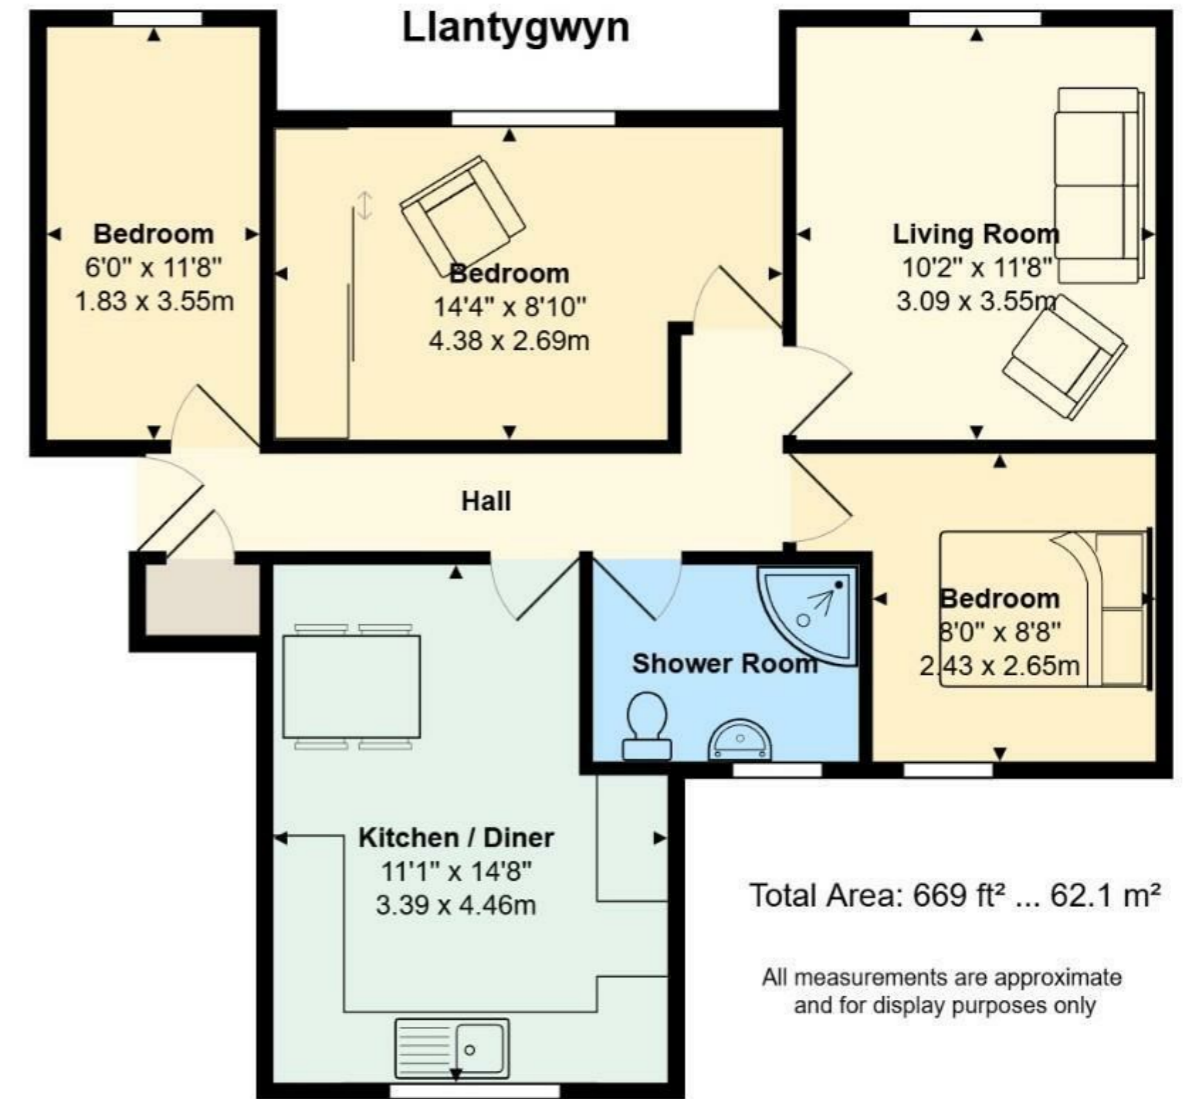 Llantygwyn
Bedroom
6'0" x 11'8"
1.83 x 3.55m
Bedroom
14'4" x 8'10"
4.38 x 2.69m
Living Room
10'2" x 11'8"
3.09 x 3.55m
Hall
Bedroom
8'0" x 8'8"
2.43 x 2.65m
Shower Room
Kitchen / Diner
11'1" x 14'8"
3.39 x 4.46m
Total Area: 669 ft² ... 62.1 m²
All measurements are approximate
and for display purposes only